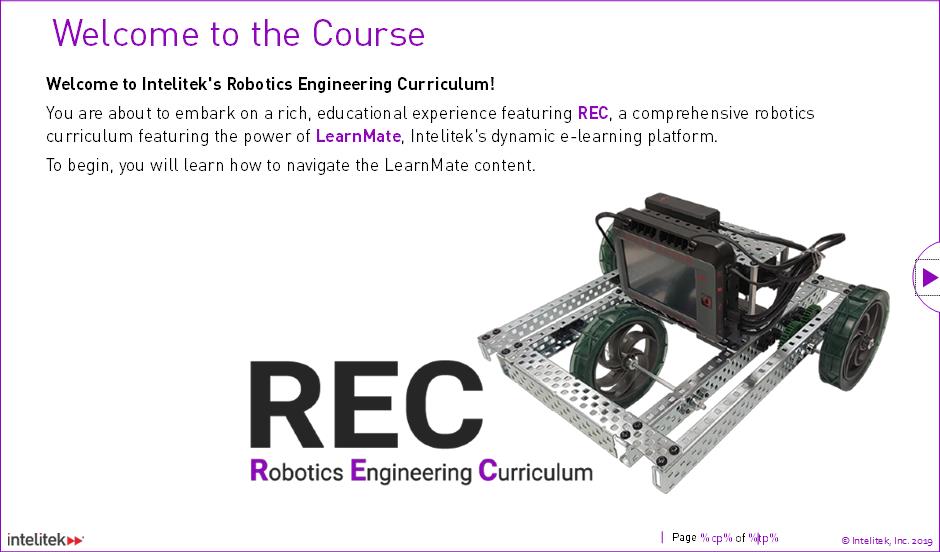 Welcome to the Course
Welcome to Intelitek's Robotics Engineering Curriculum!
You are about to embark on a rich, educational experience featuring REC, a comprehensive robotics
curriculum featuring the power of LearnMate, Intelitek's dynamic e-learning platform.
To begin, you will learn how to navigate the LearnMate content.
REC
Robotics Engineering Curriculum
intelitek
| Page %cp% of %tp%
© Intelitek, Inc. 2019